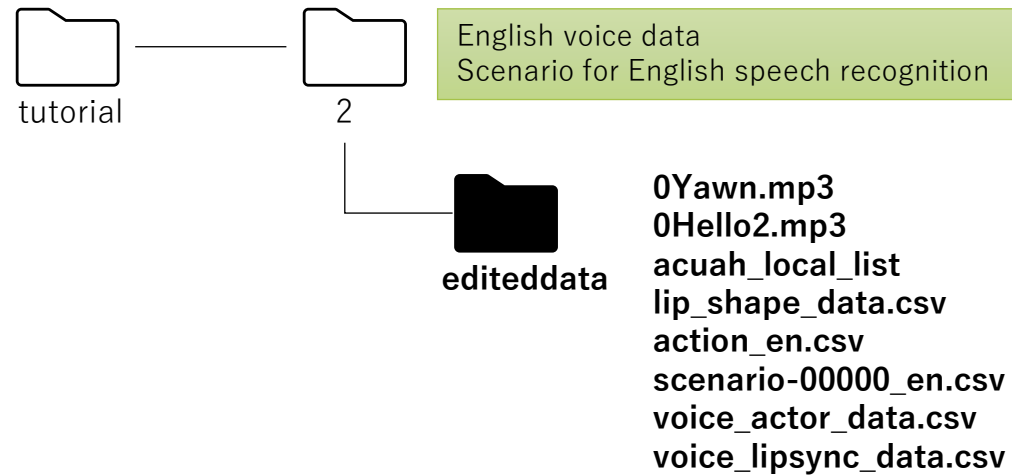 English voice data
Scenario for English speech recognition
tutorial
2
editeddata
0Yawn.mp3
0Hello2.mp3
acuah_local_list
lip_shape_data.csv
action_en.csv
scenario-00000_en.csv
voice_actor_data.csv
voice_lipsync_data.csv